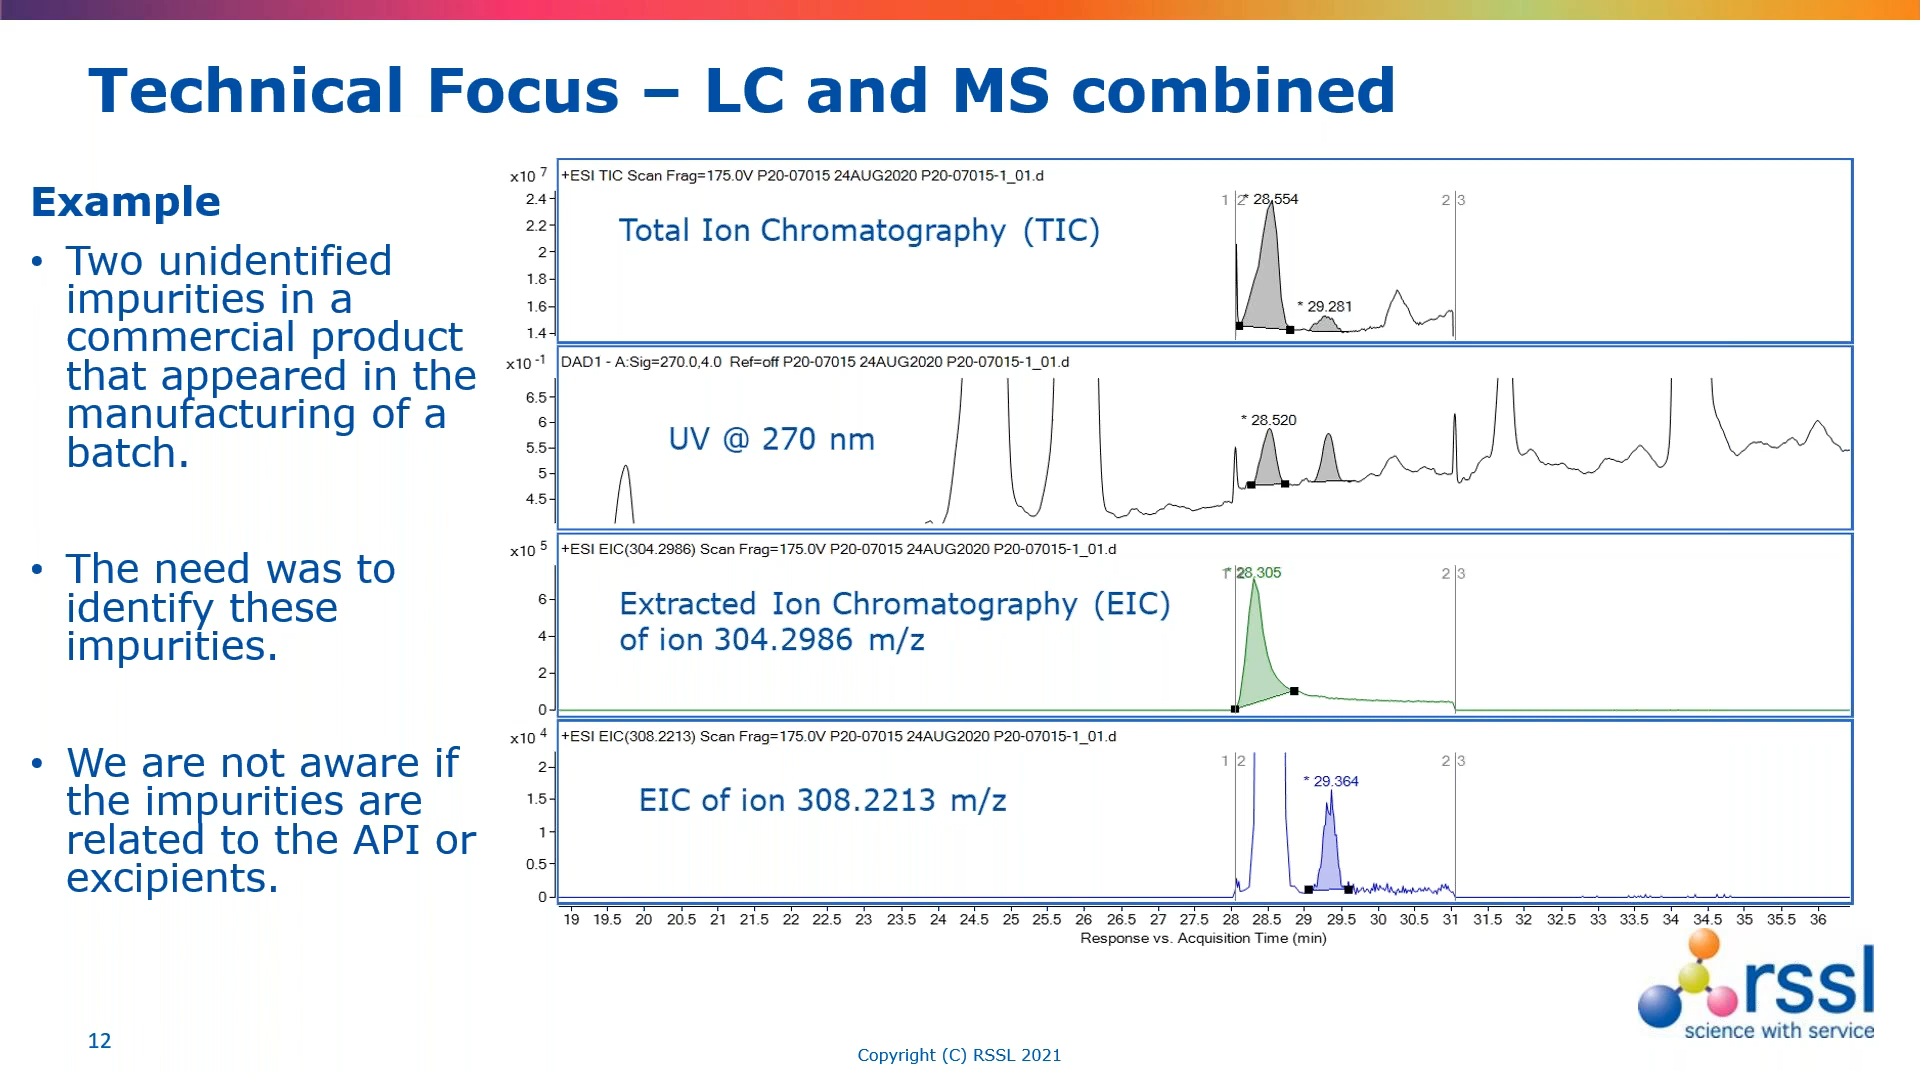 Technical Focus – LC and MS combined
Example
• Two unidentified
impurities in a
commercial product
that appeared in the
manufacturing of a
batch.
• The need was to
identify these
impurities.
• We are not aware if
the impurities are
related to the API or
excipients.
x10 7
+ESI TIC Scan Frag=175.0V P20-07015 24AUG2020 P20-07015-1_01.d
Total Ion Chromatography (TIC)
2.4
2.2
2
1.8
1.6
1.4
1 2
* 28.554
* 29.281
2 3
x10 -1
DAD1 - A:Sig=270.0,4.0 Ref=off P20-07015 24AUG2020 P20-07015-1_01.d
UV @ 270 nm
6.5
6
5.5
5
4.5
* 28.520
x10 5
+ESI EIC(304.2986) Scan Frag=175.0V P20-07015 24AUG2020 P20-07015-1_01.d
Extracted Ion Chromatography (EIC)
of ion 304.2986 m/z
6
4
2
0
1 2
* 28.305
2 3
x10 4
+ESI EIC(308.2213) Scan Frag=175.0V P20-07015 24AUG2020 P20-07015-1_01.d
EIC of ion 308.2213 m/z
2
1.5
1
0.5
0
1 2
* 29.364
2 3
19 19.5 20 20.5 21 21.5 22 22.5 23 23.5 24 24.5 25 25.5 26 26.5 27 27.5 28 28.5 29 29.5 30 30.5 31 31.5 32 32.5 33 33.5 34 34.5 35 35.5 36
Response vs. Acquisition Time (min)
rssl
science with service
12
Copyright (C) RSSL 2021